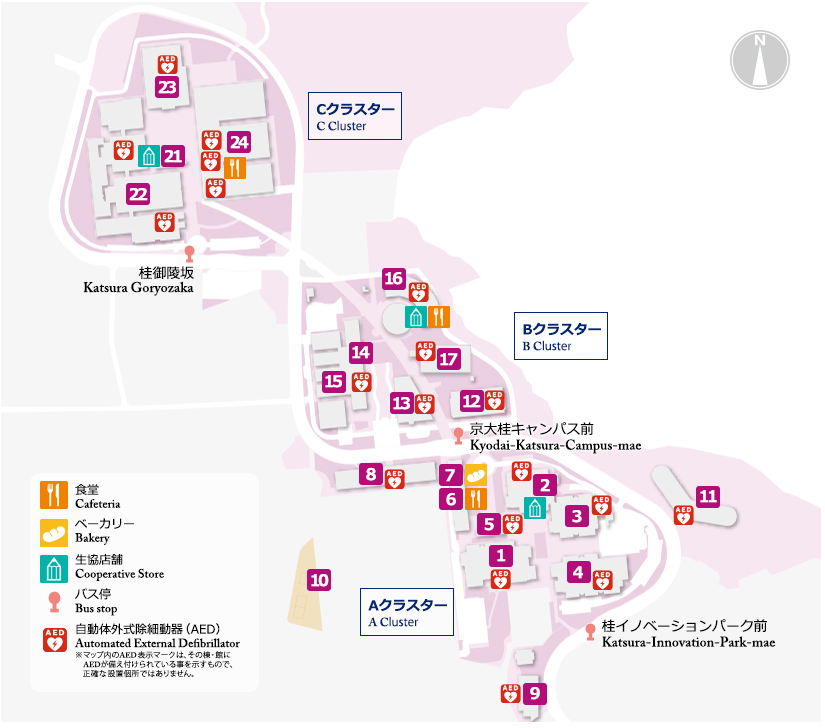 N
AED
23
Cクラスター
C Cluster
AED
24
AED
21
AED
22
AED
AED
桂御陵坂
Katsura Goryozaka
16
AED
Bクラスター
B Cluster
14
AED
17
15
AED
13
AED
12
AED
京大桂キャンパス前
Kyodai-Katsura-Campus-mae
8
AED
7
AED
2
6
11
AED
3
AED
5
AED
1
AED
4
AED
10
Aクラスター
A Cluster
桂イノベーションパーク前
Katsura-Innovation-Park-mae
AED
9
食堂
Cafeteria
ベーカリー
Bakery
生協店舗
Cooperative Store
バス停
Bus stop
AED
自動体外式除細動器(AED)
Automated External Defibrillator
※マップ内のAED表示マークは、その棟・館に
AEDが備え付けられている事を示すもので、
正確な設置個所ではありません。